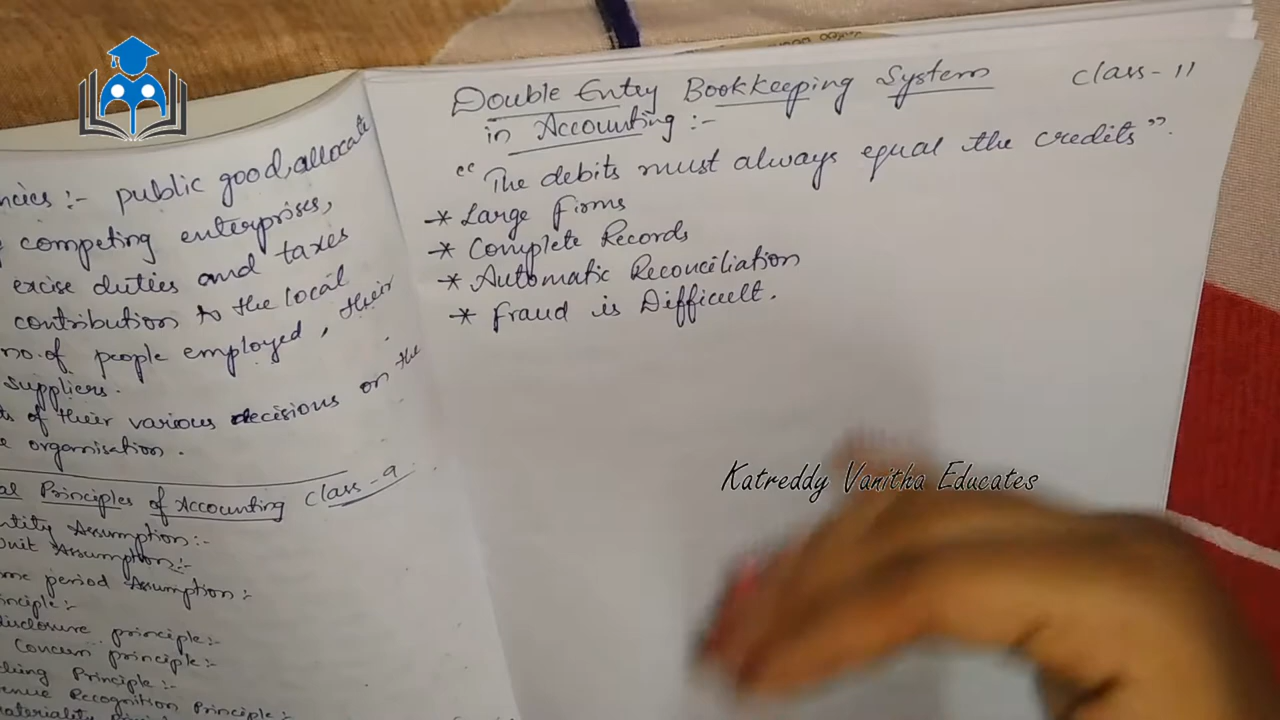 public good, allocate
competing enterprises,
excise duties and taxes
contribution to the local
no. of people employed, their
suppliers.
of their various decisions on the
organisation.
Principles of Accounting Class - 9
Assumption :-
Unit Assumption :-
period Assumption :-
disclosure principle :-
Concern principle :-
Principle :-
Recognition Principle :-
Double Entry Bookkeeping System Class - 11
in Accounting :-
"The debits must always equal the credits".
* Large Firms
* Complete Records
* Automatic Reconciliation
* Fraud is Difficult.
Katreddy Vanitha Educates